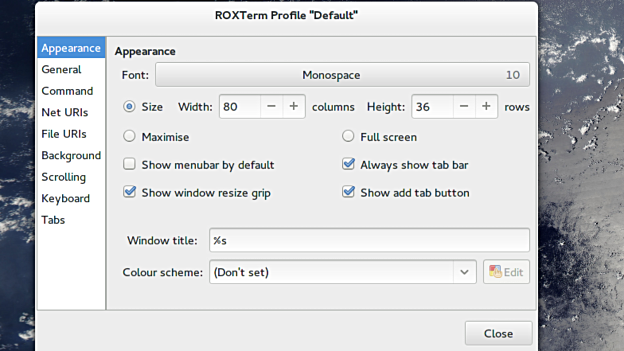 ROXTerm Profile "Default"
Appearance
General
Command
Net URIs
File URIs
Background
Scrolling
Keyboard
Tabs
Appearance
Font: Monospace 10
Size Width: 80 columns Height: 36 rows
Maximise Full screen
Show menubar by default Always show tab bar
Show window resize grip Show add tab button
Window title: %s
Colour scheme: (Don't set) Edit
Close